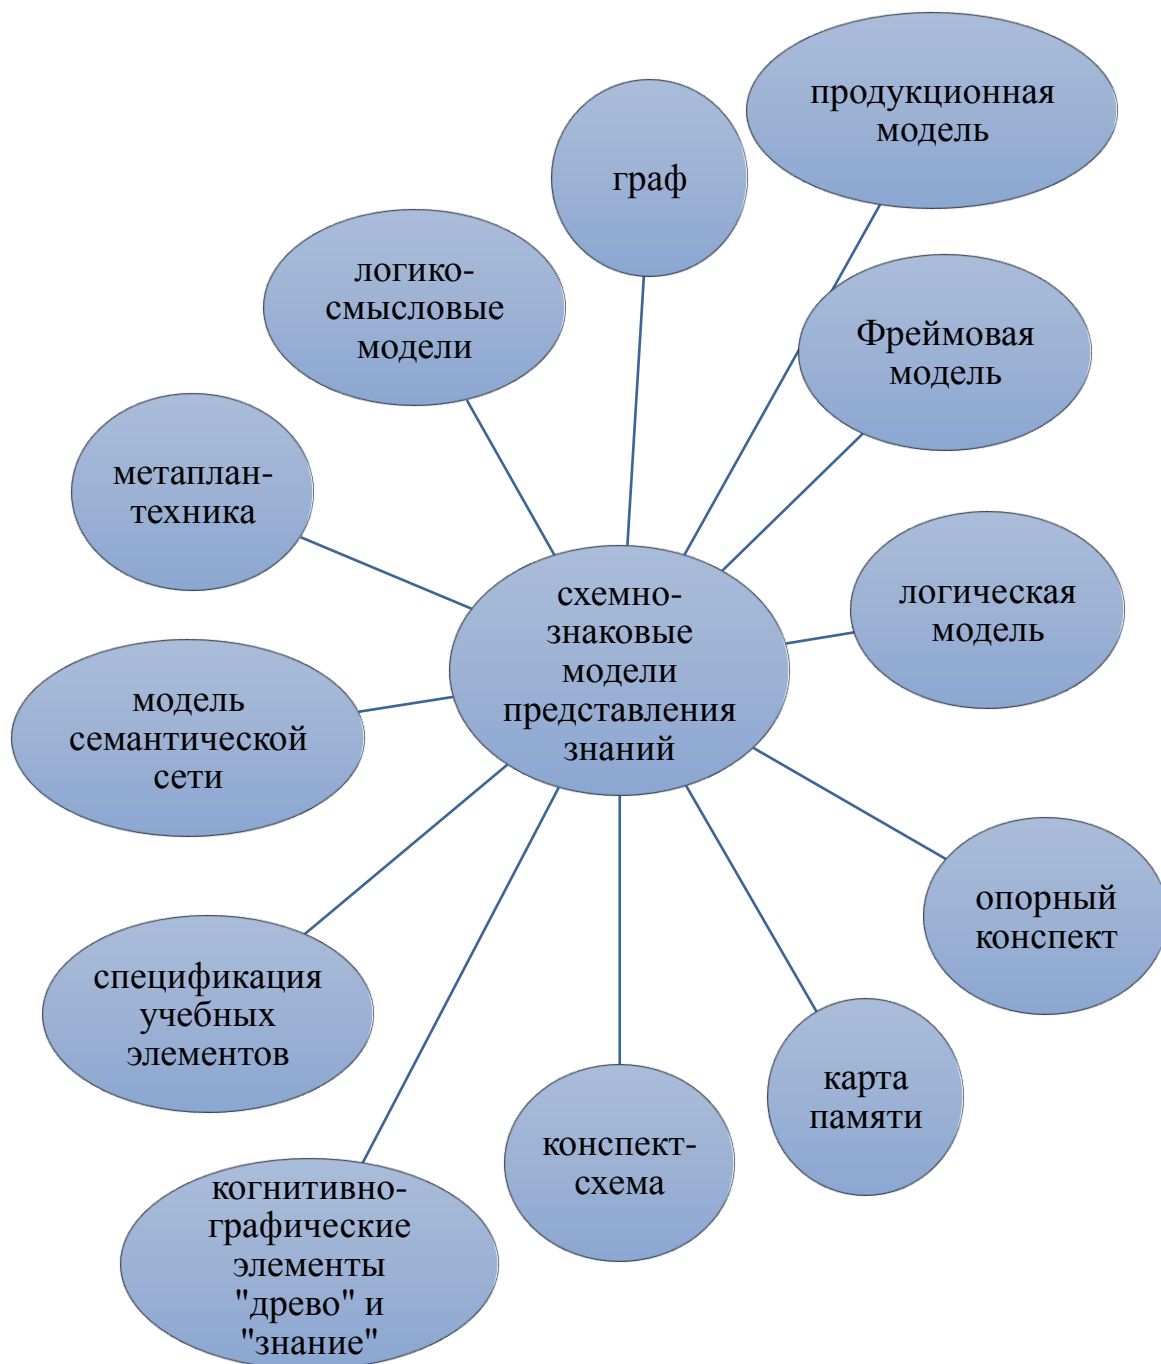 продукционная
модель
граф
логико-
смысловые
модели
Фреймовая
модель
метаплан-
техника
логическая
модель
схемно-
знаковые
модели
представления
знаний
модель
семантической
сети
опорный
конспект
спецификация
учебных
элементов
карта
памяти
конспект-
схема
когнитивно-
графические
элементы
"древо" и
"знание"